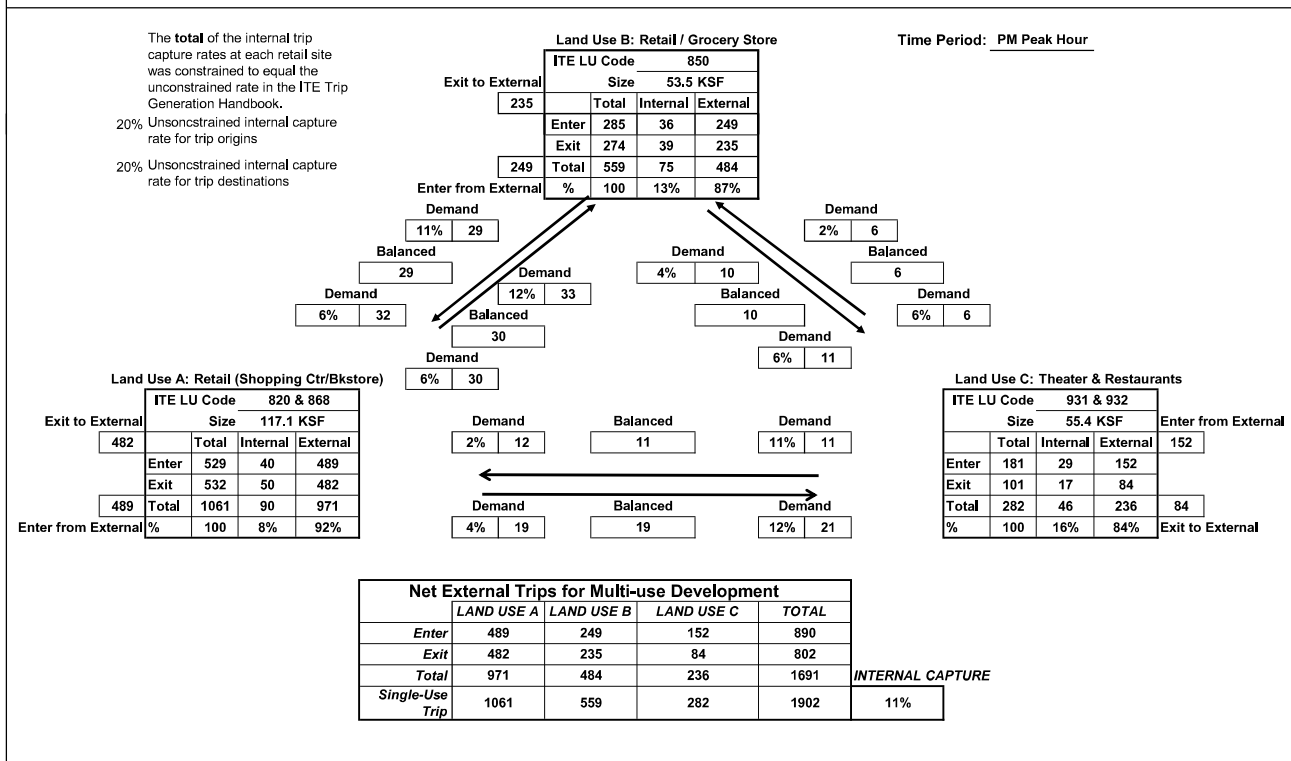 The total of the internal trip
capture rates at each retail site
was constrained to equal the
unconstrained rate in the ITE Trip
Generation Handbook.
20% Unsoncstrained internal capture
rate for trip origins
20% Unsoncstrained internal capture
rate for trip destinations
Land Use B: Retail / Grocery Store
Time Period: PM Peak Hour
ITE LU Code 850
Exit to External Size 53.5 KSF
235 Total Internal External
Enter 285 36 249
Exit 274 39 235
249 Total 559 75 484
Enter from External % 100 13% 87%
Demand
11% 29
Balanced
29
Demand
6% 32
Demand
12% 33
Balanced
30
Demand
6% 30
Demand
4% 10
Balanced
10
Demand
6% 11
Demand
2% 6
Balanced
6
Demand
6% 6
Land Use A: Retail (Shopping Ctr/Bkstore)
ITE LU Code 820 & 868
Exit to External Size 117.1 KSF
482 Total Internal External
Enter 529 40 489
Exit 532 50 482
489 Total 1061 90 971
Enter from External % 100 8% 92%
Demand Balanced Demand
2% 12 11 11% 11
Demand Balanced Demand
4% 19 19 12% 21
Land Use C: Theater & Restaurants
ITE LU Code 931 & 932
Size 55.4 KSF Enter from External
Total Internal External 152
Enter 181 29 152
Exit 101 17 84
Total 282 46 236 84
% 100 16% 84% Exit to External
Net External Trips for Multi-use Development
LAND USE A LAND USE B LAND USE C TOTAL
Enter 489 249 152 890
Exit 482 235 84 802
Total 971 484 236 1691 INTERNAL CAPTURE
Single-Use
Trip 1061 559 282 1902 11%